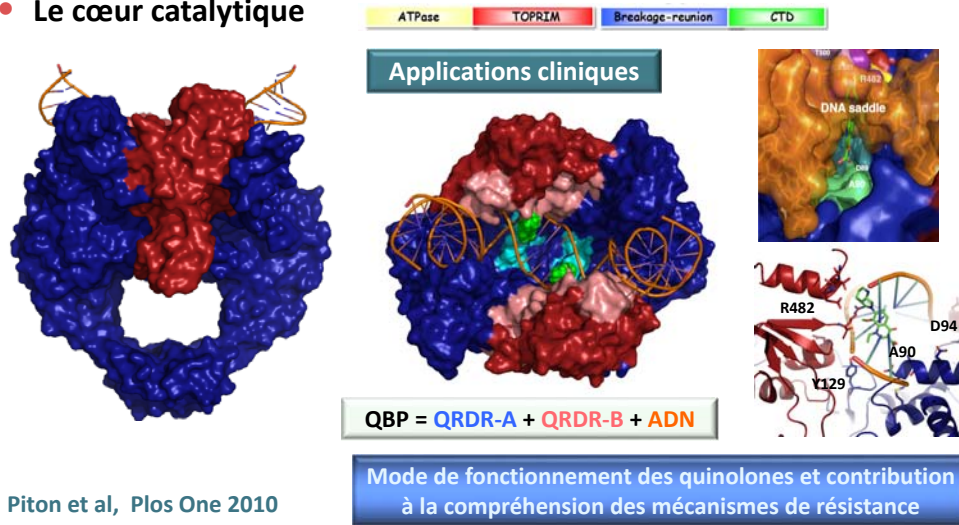 • Le cœur catalytique
ATPase TOPRIM Breakage-reunion CTD
Applications cliniques
R482
DNA saddle
A90
R482
D94
A90
Y129
QBP = QRDR-A + QRDR-B + ADN
Piton et al, Plos One 2010
Mode de fonctionnement des quinolones et contribution
à la compréhension des mécanismes de résistance